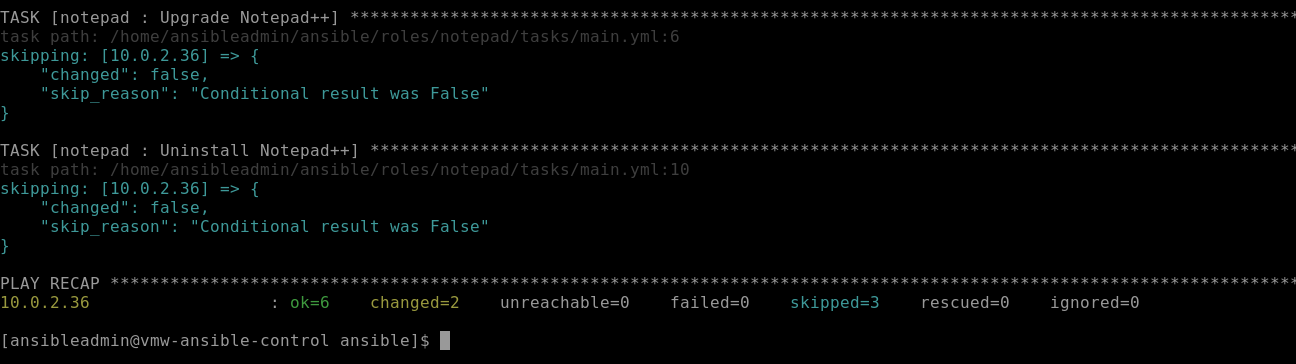 TASK [notepad : Upgrade Notepad++] ***********************************************************************************************
task path: /home/ansibleadmin/ansible/roles/notepad/tasks/main.yml:6
skipping: [10.0.2.36] => {
    "changed": false,
    "skip_reason": "Conditional result was False"
}
TASK [notepad : Uninstall Notepad++] *********************************************************************************************
task path: /home/ansibleadmin/ansible/roles/notepad/tasks/main.yml:10
skipping: [10.0.2.36] => {
    "changed": false,
    "skip_reason": "Conditional result was False"
}
PLAY RECAP ***********************************************************************************************************************
10.0.2.36                  : ok=6    changed=2    unreachable=0    failed=0    skipped=3    rescued=0    ignored=0
[ansibleadmin@vmw-ansible-control ansible]$